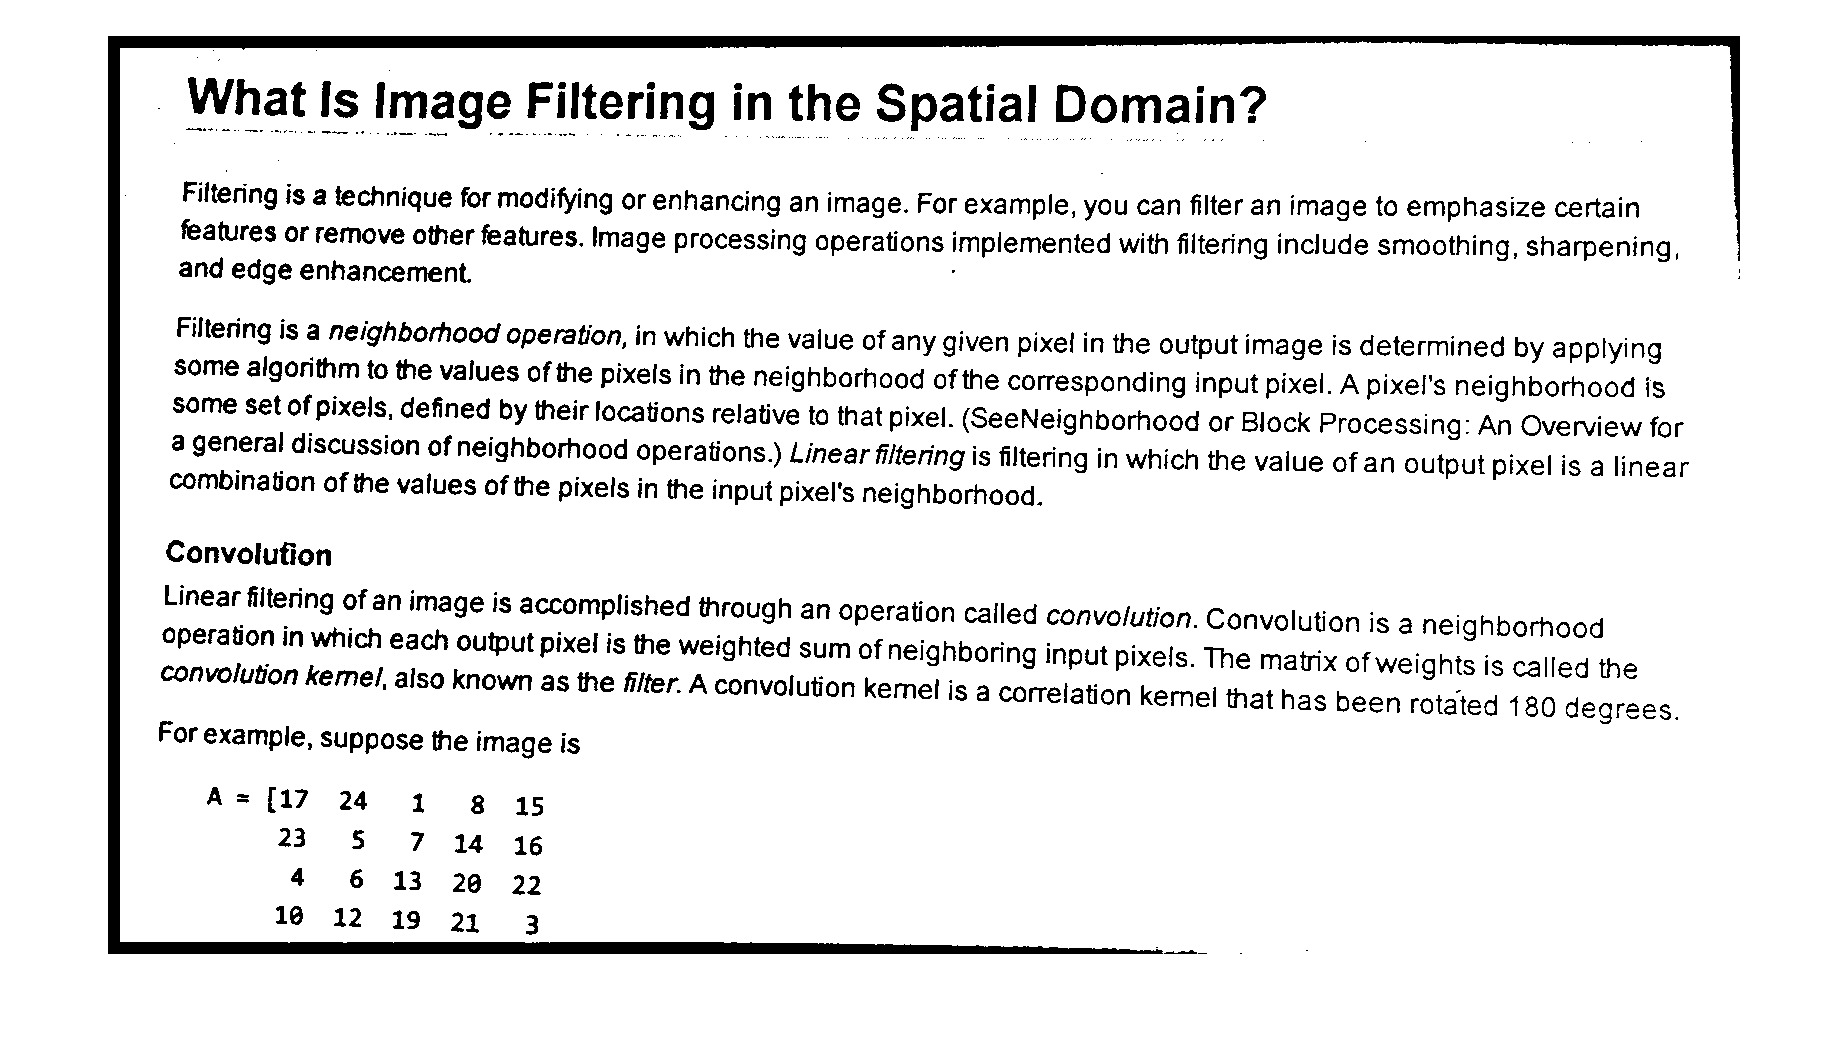 What Is Image Filtering in the Spatial Domain?
Filtering is a technique for modifying or enhancing an image. For example, you can filter an image to emphasize certain
features or remove other features. Image processing operations implemented with filtering include smoothing, sharpening,
and edge enhancement.
Filtering is a neighborhood operation, in which the value of any given pixel in the output image is determined by applying
some algorithm to the values of the pixels in the neighborhood of the corresponding input pixel. A pixel's neighborhood is
some set of pixels, defined by their locations relative to that pixel. (SeeNeighborhood or Block Processing: An Overview for
a general discussion of neighborhood operations.) Linear filtering is filtering in which the value of an output pixel is a linear
combination of the values of the pixels in the input pixel's neighborhood.
Convolution
Linear filtering of an image is accomplished through an operation called convolution. Convolution is a neighborhood
operation in which each output pixel is the weighted sum of neighboring input pixels. The matrix of weights is called the
convolution kernel, also known as the filter. A convolution kernel is a correlation kernel that has been rotated 180 degrees.
For example, suppose the image is
A = [17 24 1 8 15
23 5 7 14 16
4 6 13 20 22
10 12 19 21 3